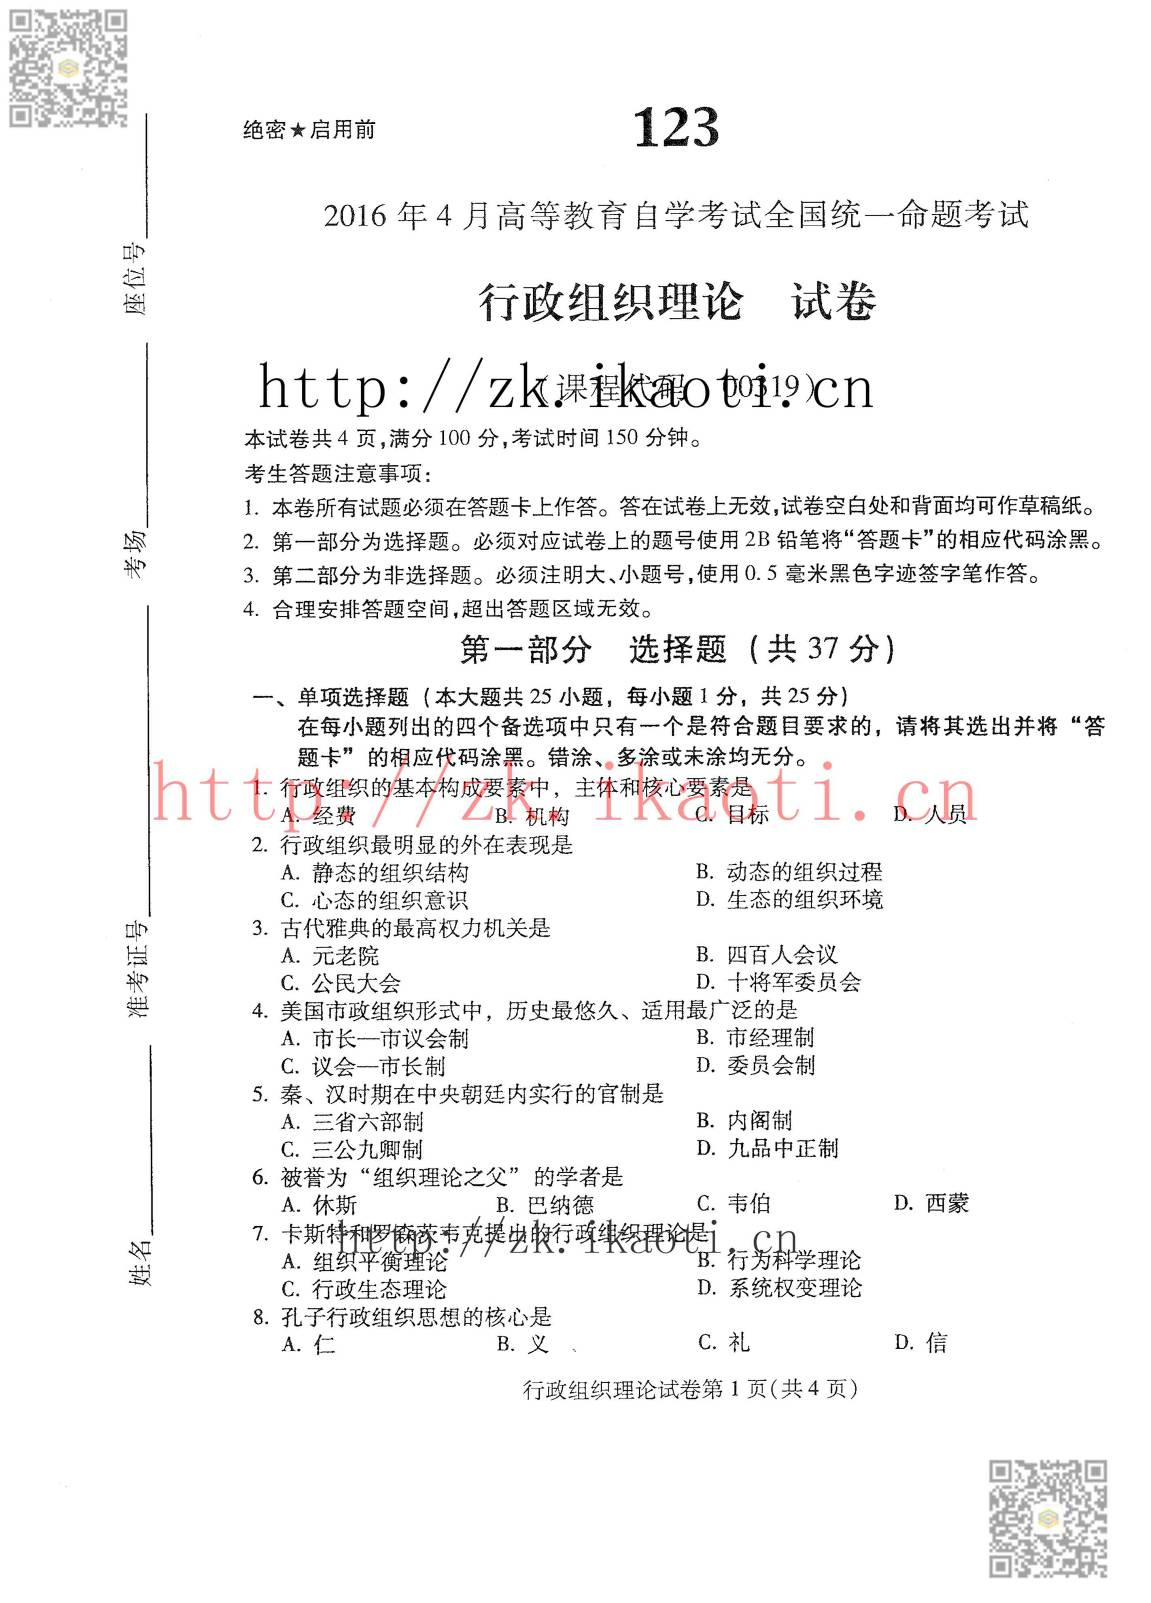 绝密★启用前
123
2016 年 4 月高等教育自学考试全国统一命题考试
行政组织理论 试卷
(课程代码 00319)
http://zk.ikaoti.cn
本试卷共 4 页,满分 100 分,考试时间 150 分钟。
考生答题注意事项:
1. 本卷所有试题必须在答题卡上作答。答在试卷上无效,试卷空白处和背面均可作草稿纸。
2. 第一部分为选择题。必须对应试卷上的题号使用 2B 铅笔将“答题卡”的相应代码涂黑。
3. 第二部分为非选择题。必须注明大、小题号,使用 0.5 毫米黑色字迹签字笔作答。
4. 合理安排答题空间,超出答题区域无效。
第一部分 选择题 (共 37 分)
一、单项选择题(本大题共 25 小题,每小题 1 分,共 25 分)
在每小题列出的四个备选项中只有一个是符合题目要求的,请将其选出并将“答
题卡”的相应代码涂黑。错涂、多涂或未涂均无分。
http://zk.ikaoti.cn
1. 行政组织的基本构成要素中,主体和核心要素是
A. 经费 B. 机构 C. 目标 D. 人员
2. 行政组织最明显的外在表现是
A. 静态的组织结构 B. 动态的组织过程
C. 心态的组织意识 D. 生态的组织环境
3. 古代雅典的最高权力机关是
A. 元老院 B. 四百人会议
C. 公民大会 D. 十将军委员会
4. 美国市政组织形式中,历史最悠久、适用最广泛的是
A. 市长—市议会制 B. 市经理制
C. 议会—市长制 D. 委员会制
5. 秦、汉时期在中央朝廷内实行的官制是
A. 三省六部制 B. 内阁制
C. 三公九卿制 D. 九品中正制
6. 被誉为“组织理论之父”的学者是
A. 休斯 B. 巴纳德 C. 韦伯 D. 西蒙
7. 卡斯特和罗森茨韦克提出的行政组织理论是
http://zk.ikaoti.cn
A. 组织平衡理论 B. 行为科学理论
C. 行政生态理论 D. 系统权变理论
8. 孔子行政组织思想的核心是
A. 仁 B. 义 C. 礼 D. 信
行政组织理论试卷第 1 页(共 4 页)
座位号
考场
准考证号
姓名